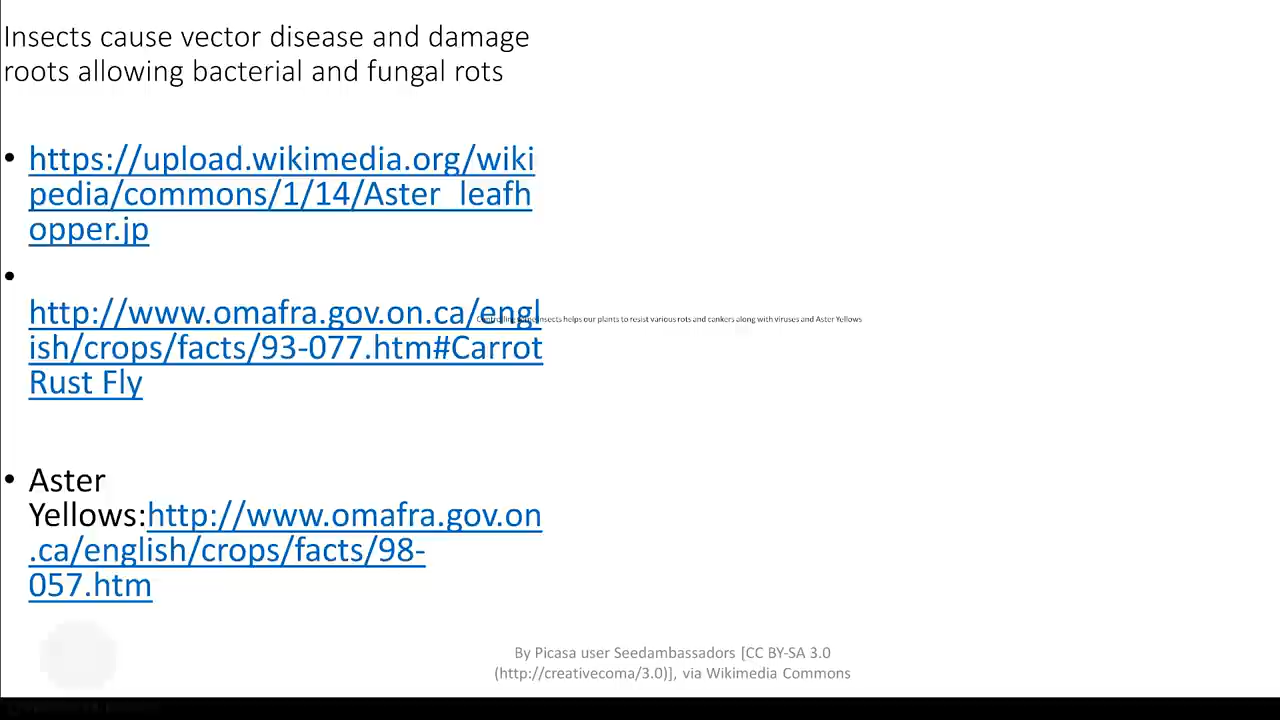 Insects cause vector disease and damage
roots allowing bacterial and fungal rots
• https://upload.wikimedia.org/wiki
pedia/commons/1/14/Aster_leafh
opper.jp
•
http://www.omafra.gov.on.ca/engl
ish/crops/facts/93-077.htm#Carrot
Rust Fly
insects helps our plants to resist various rots and cankers along with viruses and Aster Yellows
• Aster
Yellows:http://www.omafra.gov.on
.ca/english/crops/facts/98-
057.htm
By Picasa user Seedambassadors [CC BY-SA 3.0
(http://creativecoma/3.0)], via Wikimedia Commons